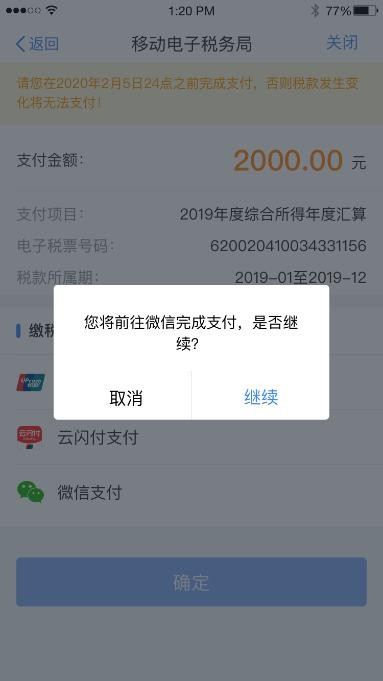 1:20 PM
77%
返回
移动电子税务局
关闭
请您在2020年2月5日24点之前完成支付，否则税款发生变
化将无法支付！
支付金额：
2000.00 元
支付项目：
2019年度综合所得年度汇算
电子税票号码：
620020410034331156
税款所属期：
2019-01至2019-12
缴税
您将前往微信完成支付，是否继
续?
取消
继续
云闪付
云闪付支付
微信支付
确定